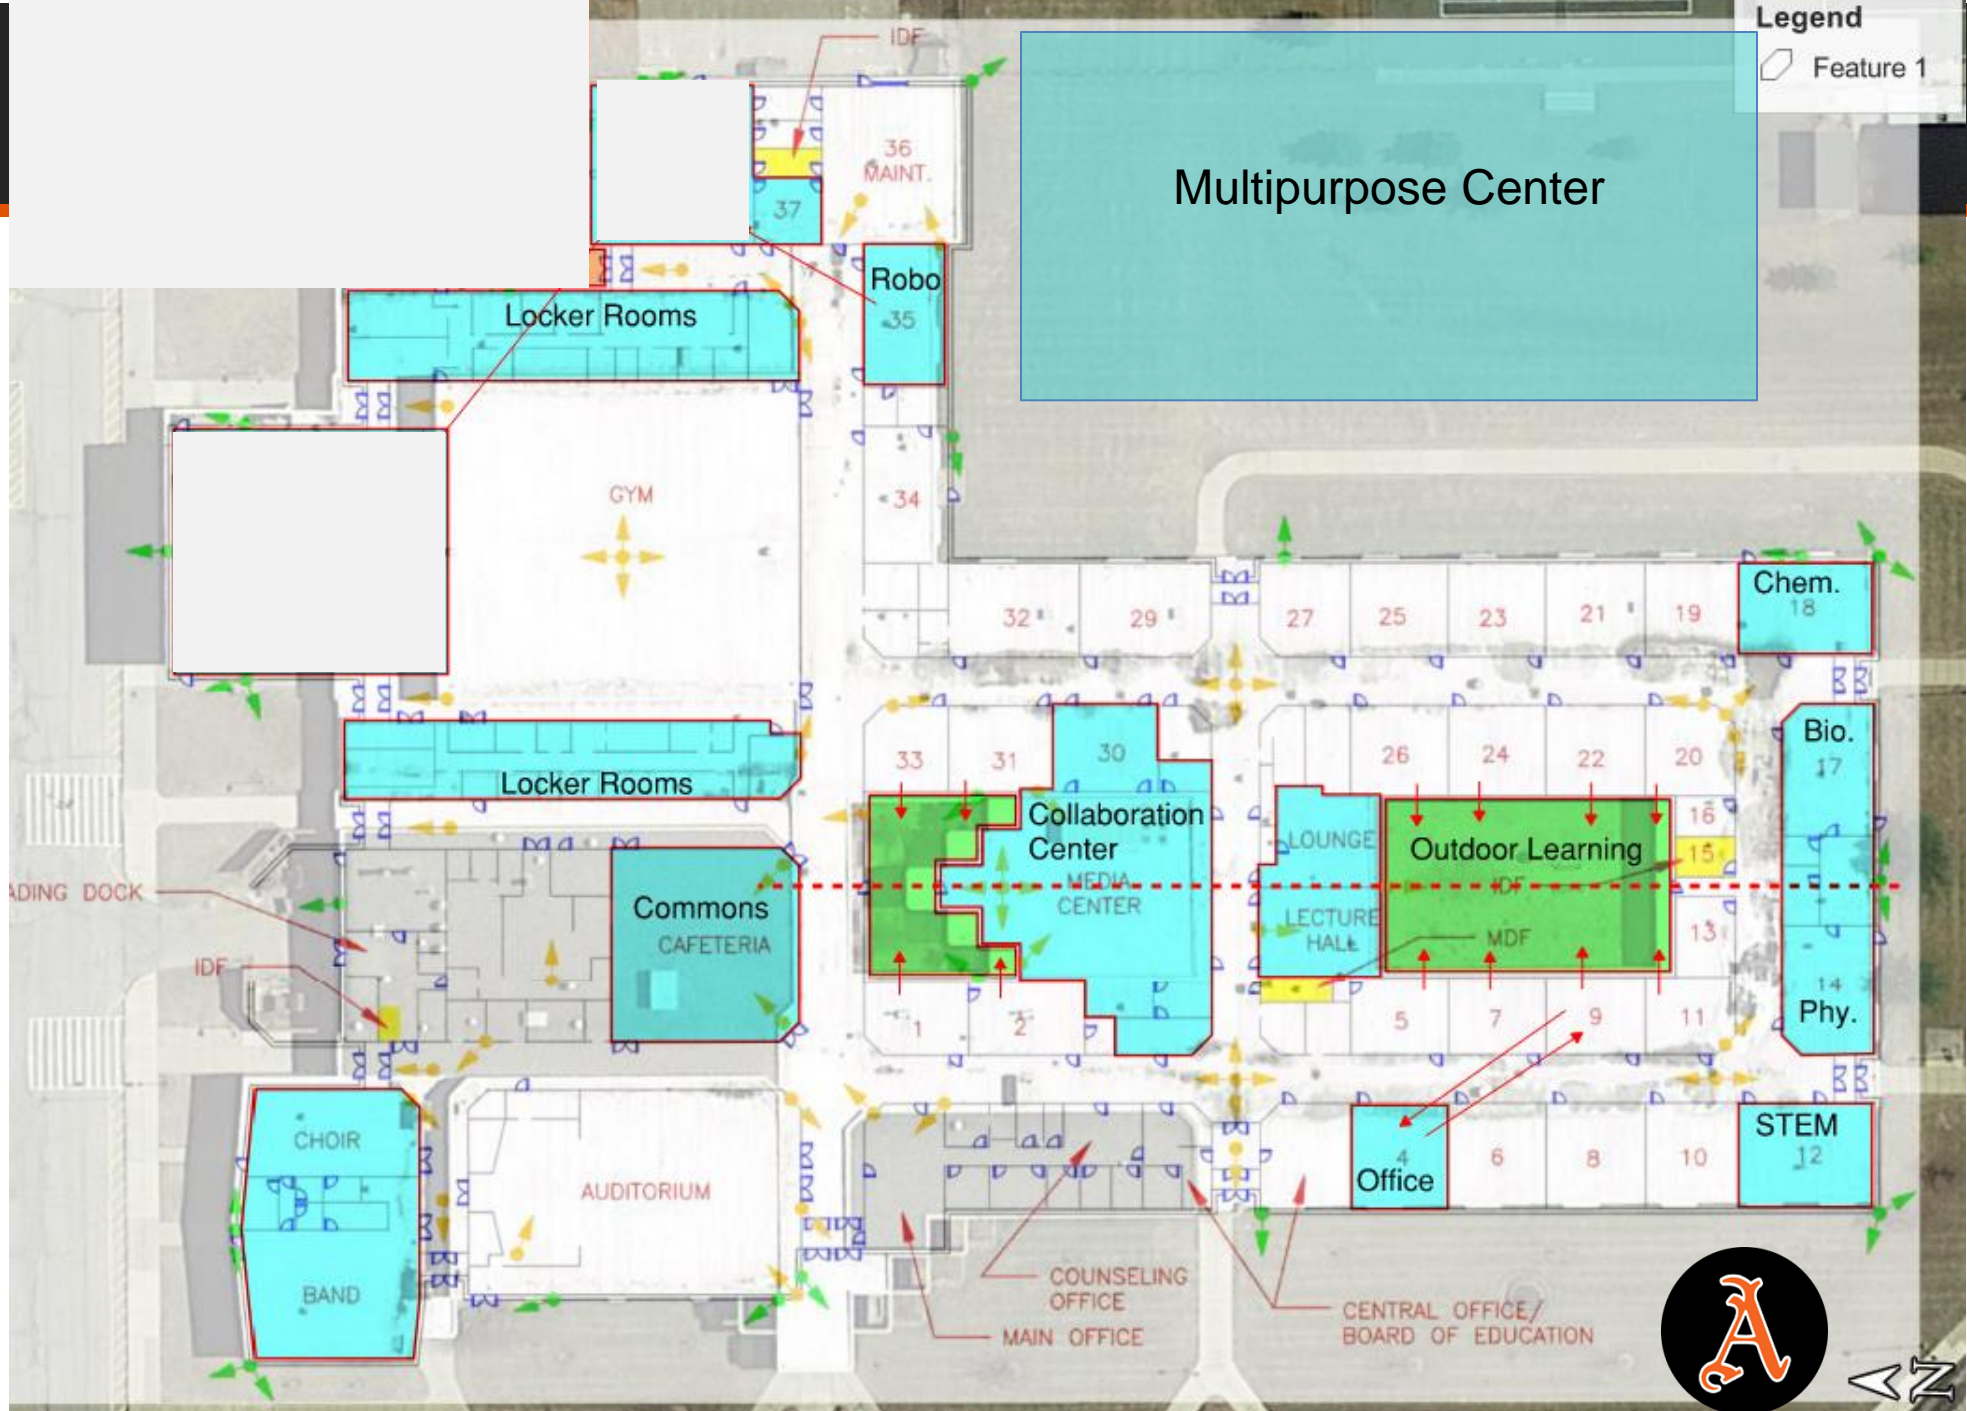 Legend
Feature 1
IDF
Multipurpose Center
36
MAINT.
37
Robo
35
Locker Rooms
GYM
34
32
29
27
25
23
21
19
Chem.
18
33
31
30
26
24
22
20
Bio.
17
Locker Rooms
Collaboration
Center
MEDIA
CENTER
LOUNGE
LECTURE
HALL
Outdoor Learning
IDF
MDF
16
15
13
ADING DOCK
IDF
Commons
CAFETERIA
1
2
5
7
9
11
14
Phy.
CHOIR
BAND
AUDITORIUM
4
Office
6
8
10
STEM
12
COUNSELING
OFFICE
MAIN OFFICE
CENTRAL OFFICE/
BOARD OF EDUCATION
A
N